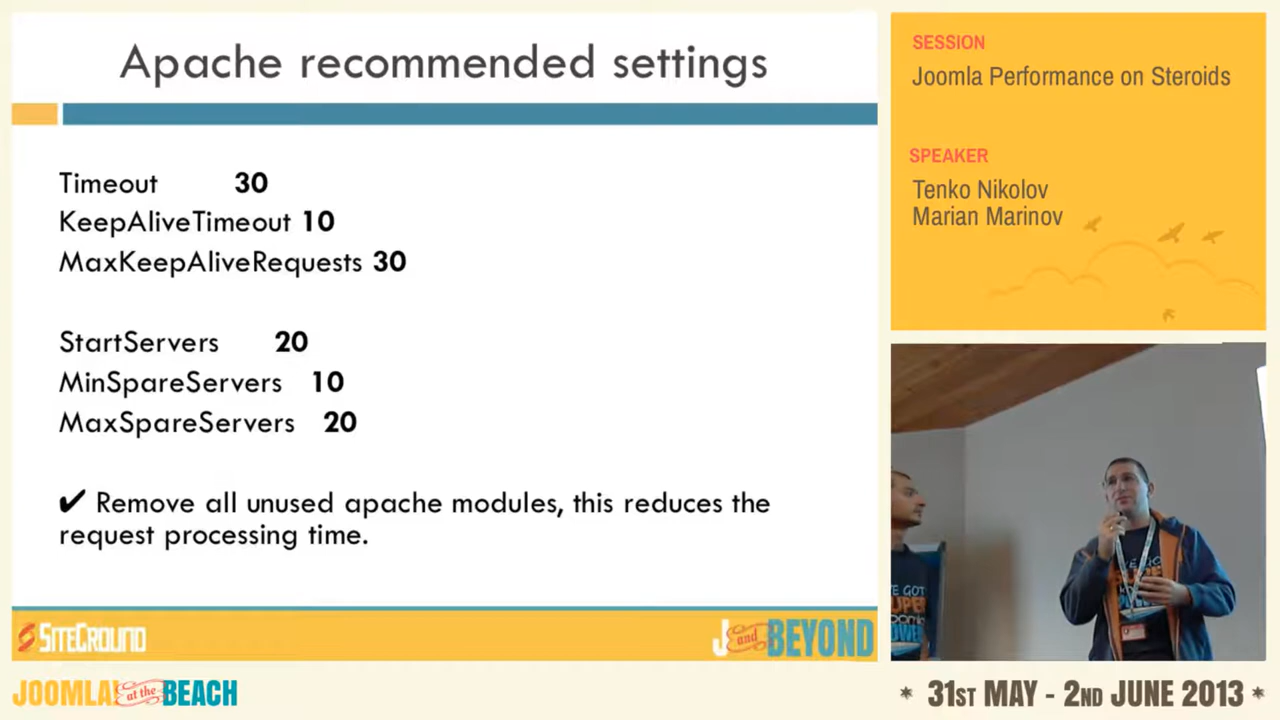 Apache recommended settings
Timeout 30
KeepAliveTimeout 10
MaxKeepAliveRequests 30
StartServers 20
MinSpareServers 10
MaxSpareServers 20
✔ Remove all unused apache modules, this reduces the
request processing time.
SITEGROUND
J and BEYOND
SESSION
Joomla Performance on Steroids
SPEAKER
Tenko Nikolov
Marian Marinov
JOOMLA! at the BEACH
* 31ST MAY - 2ND JUNE 2013 *